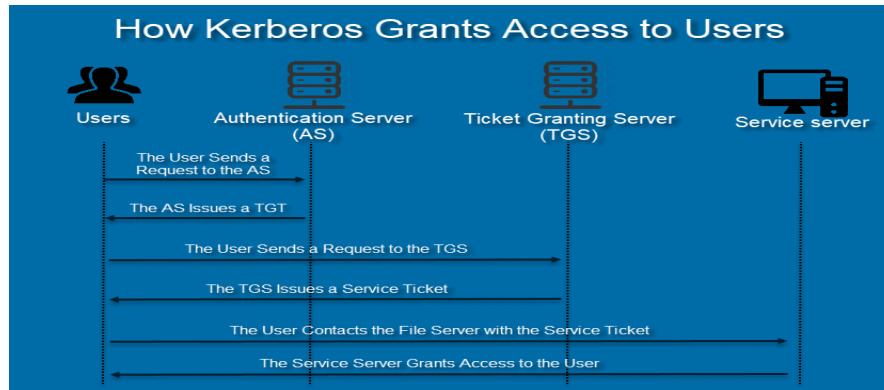 How Kerberos Grants Access to Users
Users
Authentication Server
(AS)
Ticket Granting Server
(TGS)
Service server
The User Sends a
Request to the AS
The AS Issues a TGT
The User Sends a Request to the TGS
The TGS Issues a Service Ticket
The User Contacts the File Server with the Service Ticket
The Service Server Grants Access to the User